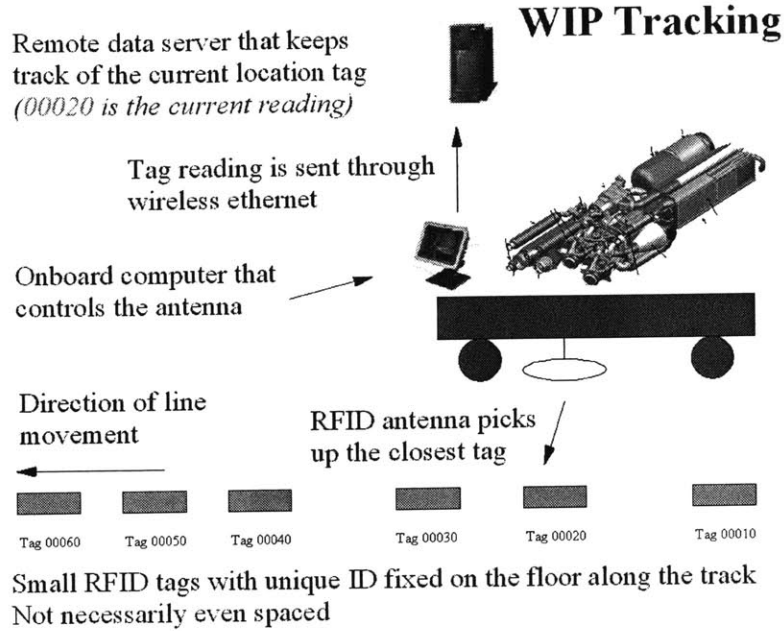 WIP Tracking
Remote data server that keeps
track of the current location tag
(00020 is the current reading)
Tag reading is sent through
wireless ethernet
Onboard computer that
controls the antenna
Direction of line
movement
RFID antenna picks
up the closest tag
Tag 00060 Tag 00050 Tag 00040 Tag 00030 Tag 00020 Tag 00010
Small RFID tags with unique ID fixed on the floor along the track
Not necessarily even spaced